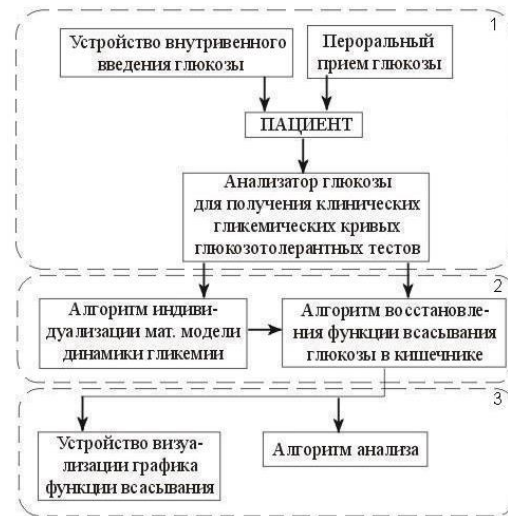 1
Устройство внутривенного
введения глюкозы
Пероральный
прием глюкозы
ПАЦИЕНТ
Анализатор глюкозы
для получения клинических
гликемических кривых
глюкозотолерантных тестов
2
Алгоритм индиви-
дуализации мат. модели
динамики гликемии
Алгоритм восстановле-
ния функции всасывания
глюкозы в кишечнике
3
Устройство визуа-
лизации графика
функции всасывания
Алгоритм анализа